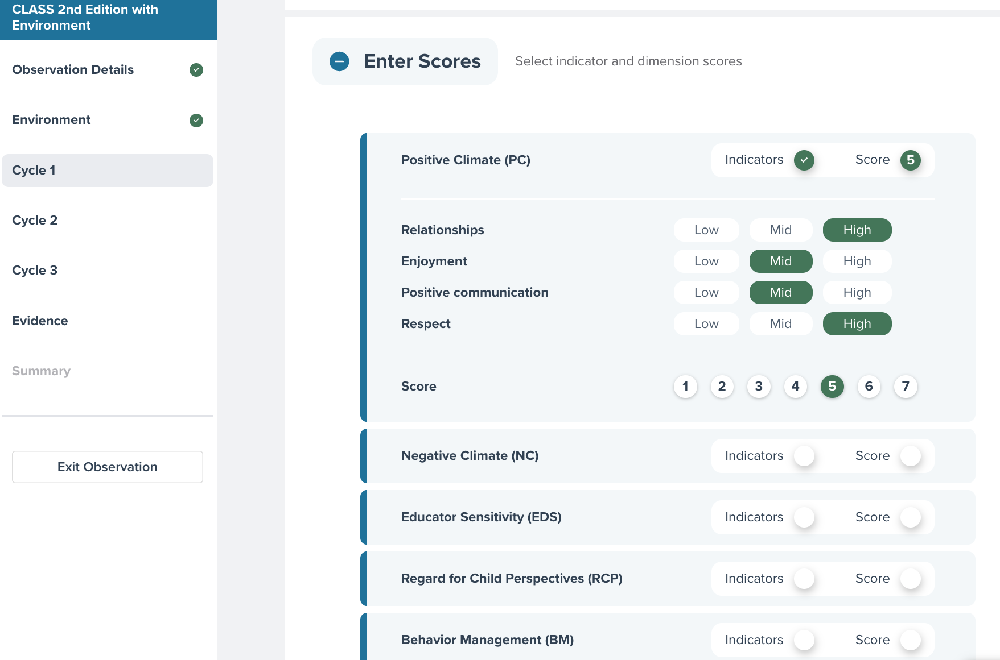 CLASS 2nd Edition with
Environment
Observation Details
Environment
Cycle 1
Cycle 2
Cycle 3
Evidence
Summary
Exit Observation
Enter Scores
Select indicator and dimension scores
Positive Climate (PC)
Indicators
Score 5
Relationships Low Mid High
Enjoyment Low Mid High
Positive communication Low Mid High
Respect Low Mid High
Score 1 2 3 4 5 6 7
Negative Climate (NC)
Indicators
Score
Educator Sensitivity (EDS)
Indicators
Score
Regard for Child Perspectives (RCP)
Indicators
Score
Behavior Management (BM)
Indicators
Score